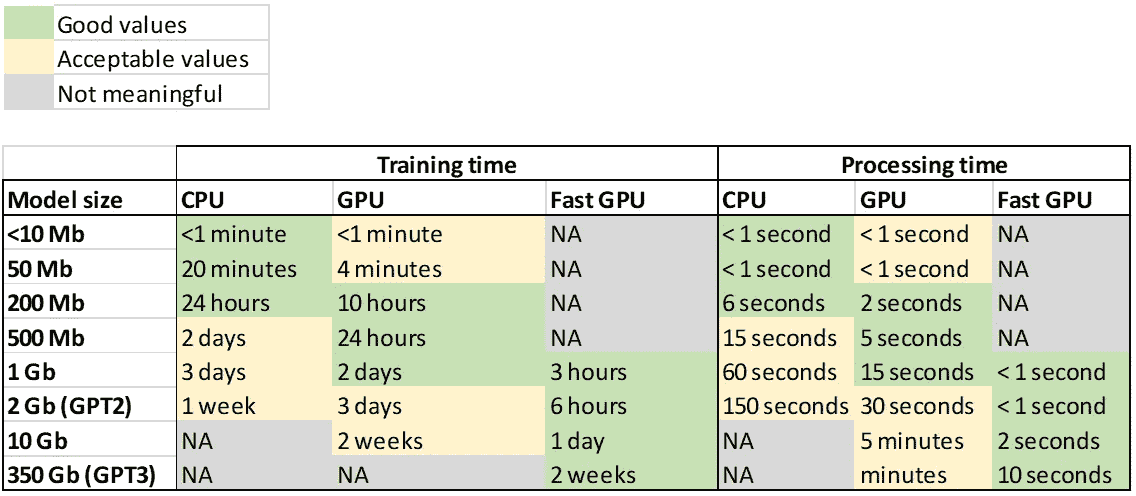 Good values
Acceptable values
Not meaningful
Training time Processing time
Model size CPU GPU Fast GPU CPU GPU Fast GPU
<10 Mb <1 minute <1 minute NA < 1 second < 1 second NA
50 Mb 20 minutes 4 minutes NA < 1 second < 1 second NA
200 Mb 24 hours 10 hours NA 6 seconds 2 seconds NA
500 Mb 2 days 24 hours NA 15 seconds 5 seconds NA
1 Gb 3 days 2 days 3 hours 60 seconds 15 seconds < 1 second
2 Gb (GPT2) 1 week 3 days 6 hours 150 seconds 30 seconds < 1 second
10 Gb NA 2 weeks 1 day NA 5 minutes 2 seconds
350 Gb (GPT3) NA NA 2 weeks NA minutes 10 seconds